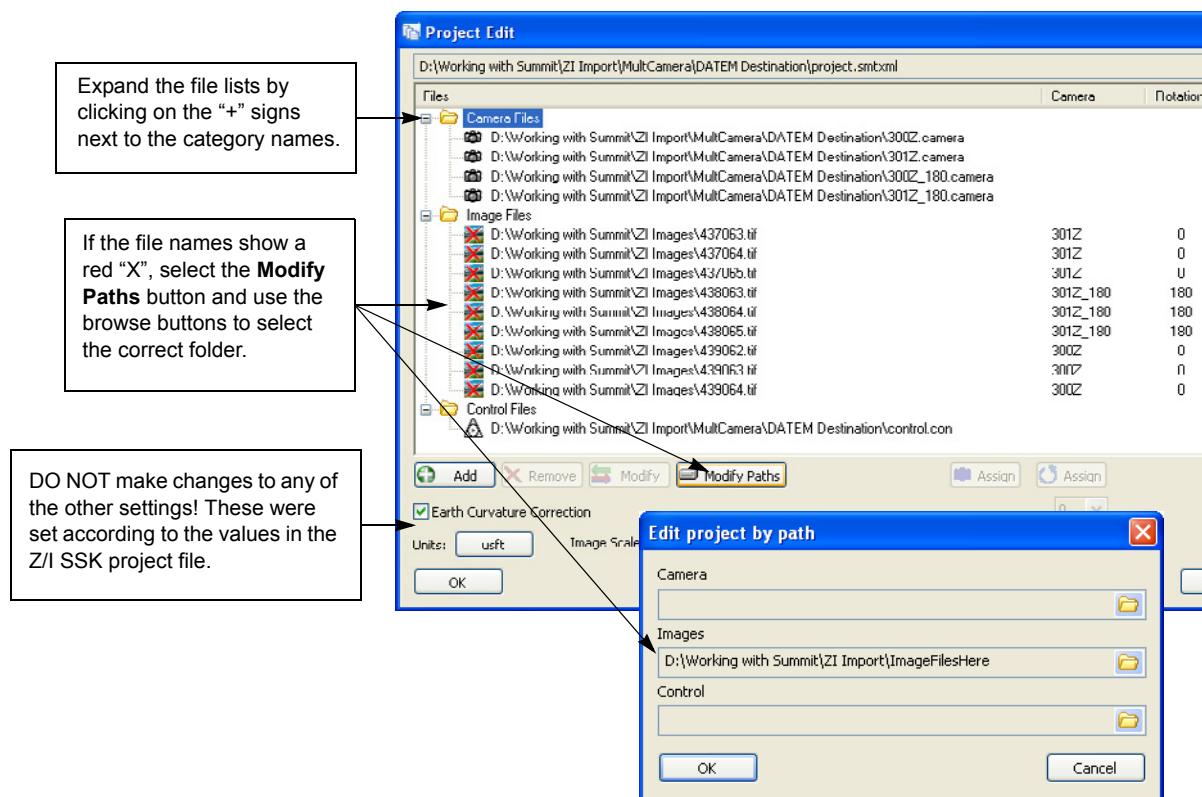 Project Edit
D:\Working with Summit\ZI Import\MultCamera\DATEM Destination\project.smtxml
Expand the file lists by
clicking on the “+” signs
next to the category names.
Files Camera Rotation
Camera Files
D:\Working with Summit\ZI Import\MultCamera\DATEM Destination\300Z.camera
D:\Working with Summit\ZI Import\MultCamera\DATEM Destination\301Z.camera
D:\Working with Summit\ZI Import\MultCamera\DATEM Destination\300Z_180.camera
D:\Working with Summit\ZI Import\MultCamera\DATEM Destination\301Z_180.camera
If the file names show a
red “X”, select the Modify
Paths button and use the
browse buttons to select
the correct folder.
Image Files
D:\Working with Summit\ZI Images\437063.tif 301Z 0
D:\Working with Summit\ZI Images\437064.tif 301Z 0
D:\Working with Summit\ZI Images\437065.tif 301Z 0
D:\Working with Summit\ZI Images\438063.tif 301Z_180 180
D:\Working with Summit\ZI Images\438064.tif 301Z_180 180
D:\Working with Summit\ZI Images\438065.tif 301Z_180 180
D:\Working with Summit\ZI Images\439062.tif 300Z 0
D:\Working with Summit\ZI Images\439063.tif 300Z 0
D:\Working with Summit\ZI Images\439064.tif 300Z 0
Control Files
D:\Working with Summit\ZI Import\MultCamera\DATEM Destination\control.con
DO NOT make changes to any of
the other settings! These were
set according to the values in the
Z/I SSK project file.
Add Remove Modify Modify Paths Assign Assign
Earth Curvature Correction 0
Units: usft Image Scale
OK
Edit project by path
Camera
Images
D:\Working with Summit\ZI Import\ImageFilesHere
Control
OK Cancel